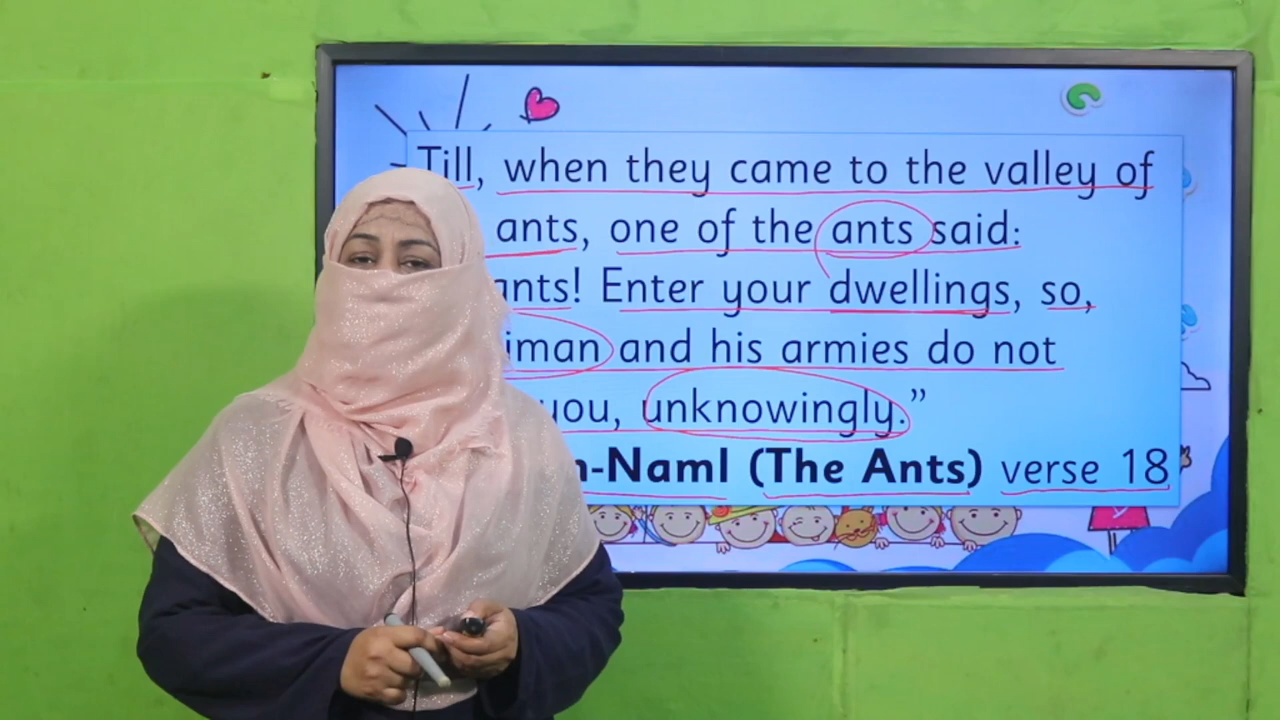 Till, when they came to the valley of
ants, one of the ants said:
ants! Enter your dwellings, so,
iman and his armies do not
you, unknowingly.”
n-Naml (The Ants) verse 18